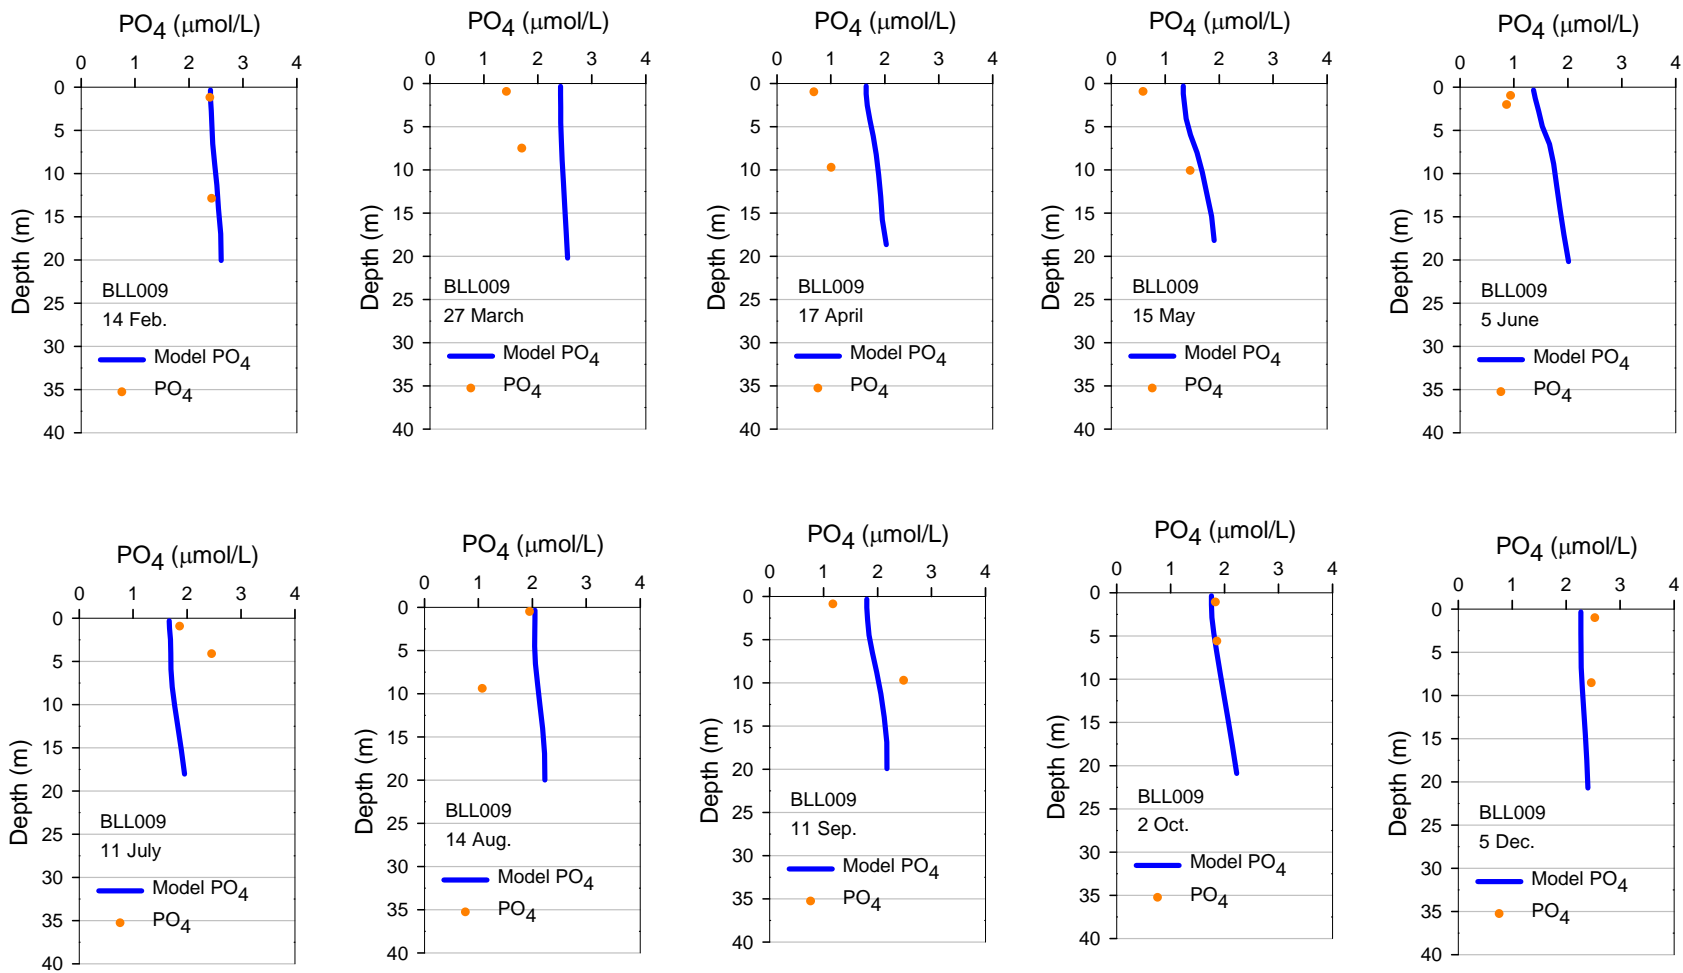 PO4 (μmol/L)
0 1 2 3 4
0
5
10
15
20
25
30
35
40
Depth (m)
BLL009
14 Feb.
Model PO4
PO4
PO4 (μmol/L)
0 1 2 3 4
0
5
10
15
20
25
30
35
40
Depth (m)
BLL009
27 March
Model PO4
PO4
PO4 (μmol/L)
0 1 2 3 4
0
5
10
15
20
25
30
35
40
Depth (m)
BLL009
17 April
Model PO4
PO4
PO4 (μmol/L)
0 1 2 3 4
0
5
10
15
20
25
30
35
40
Depth (m)
BLL009
15 May
Model PO4
PO4
PO4 (μmol/L)
0 1 2 3 4
0
5
10
15
20
25
30
35
40
Depth (m)
BLL009
5 June
Model PO4
PO4
PO4 (μmol/L)
0 1 2 3 4
0
5
10
15
20
25
30
35
40
Depth (m)
BLL009
11 July
Model PO4
PO4
PO4 (μmol/L)
0 1 2 3 4
0
5
10
15
20
25
30
35
40
Depth (m)
BLL009
14 Aug.
Model PO4
PO4
PO4 (μmol/L)
0 1 2 3 4
0
5
10
15
20
25
30
35
40
Depth (m)
BLL009
11 Sep.
Model PO4
PO4
PO4 (μmol/L)
0 1 2 3 4
0
5
10
15
20
25
30
35
40
Depth (m)
BLL009
2 Oct.
Model PO4
PO4
PO4 (μmol/L)
0 1 2 3 4
0
5
10
15
20
25
30
35
40
Depth (m)
BLL009
5 Dec.
Model PO4
PO4